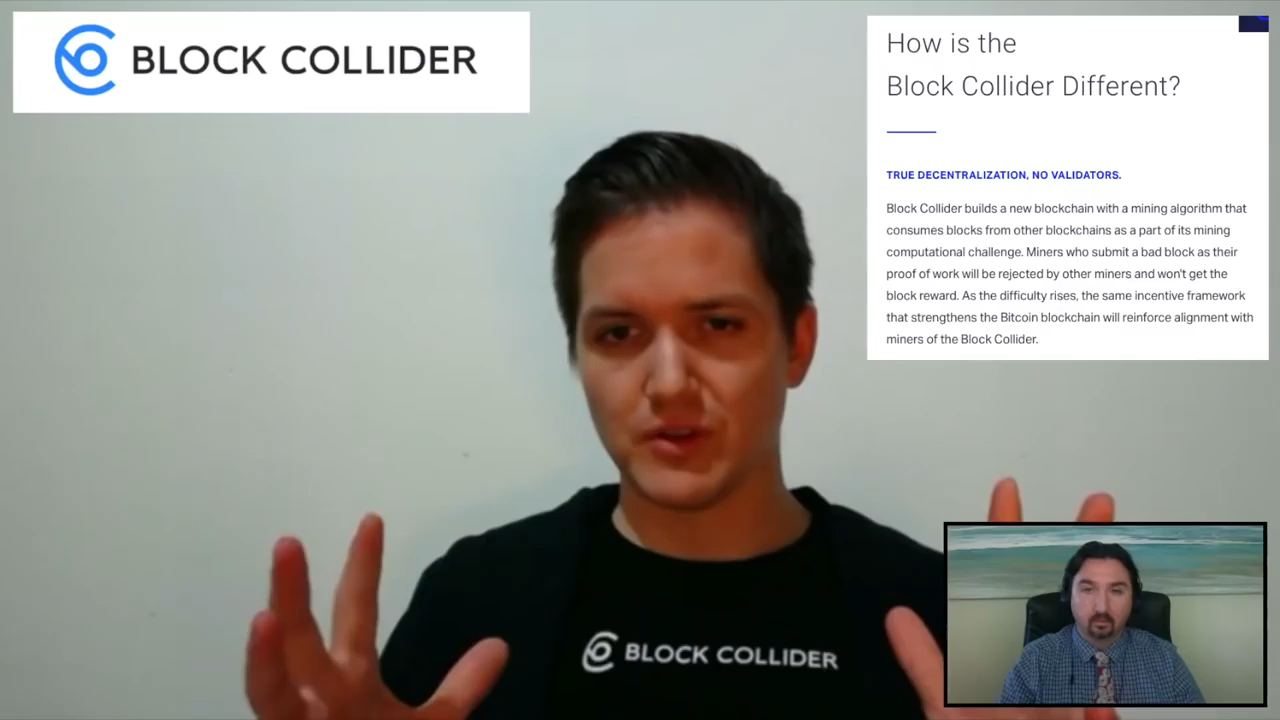 BLOCK COLLIDER
How is the
Block Collider Different?
TRUE DECENTRALIZATION, NO VALIDATORS.
Block Collider builds a new blockchain with a mining algorithm that
consumes blocks from other blockchains as a part of its mining
computational challenge. Miners who submit a bad block as their
proof of work will be rejected by other miners and won't get the
block reward. As the difficulty rises, the same incentive framework
that strengthens the Bitcoin blockchain will reinforce alignment with
miners of the Block Collider.
BLOCK COLLIDER